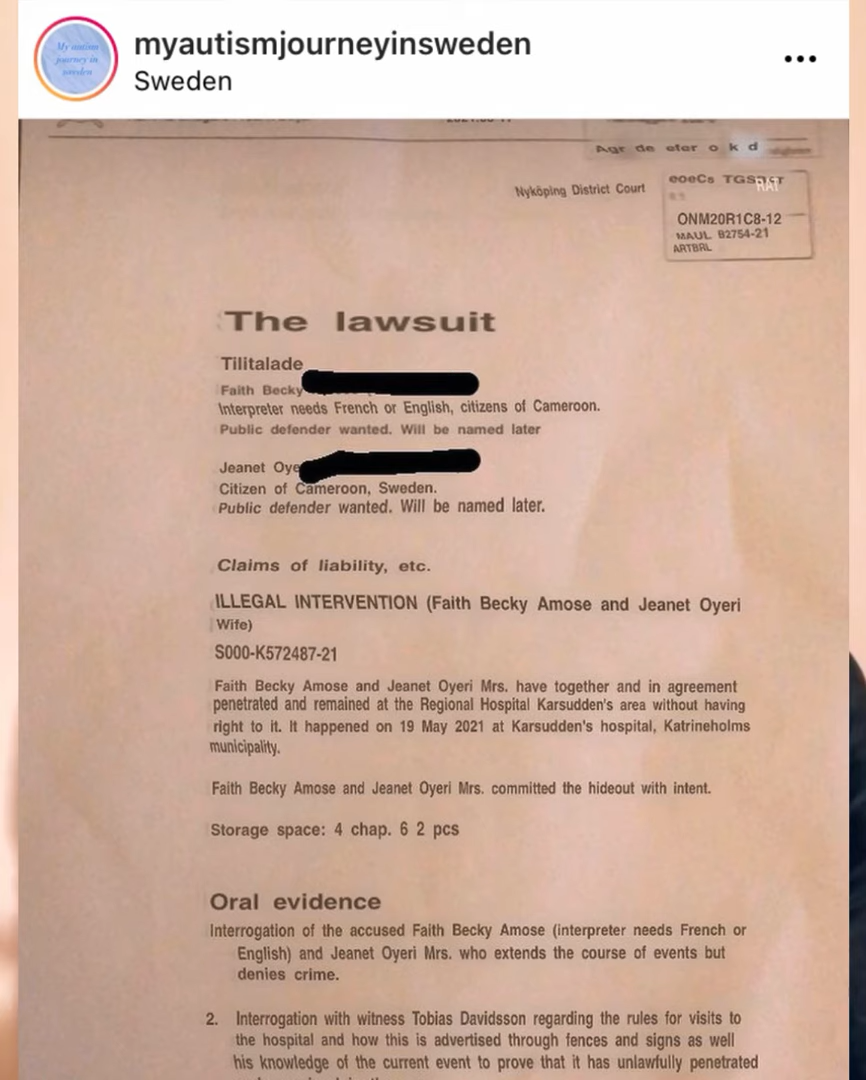 My autism
journey in
sweden
myautismjourneyinsweden
Sweden
Nyköping District Court
ONM20R1C8-12
MAUL B2754-21
ARTBRL
The lawsuit
Tilitalade
Faith Becky
Interpreter needs French or English, citizens of Cameroon.
Public defender wanted. Will be named later
Jeanet Oye
Citizen of Cameroon, Sweden.
Public defender wanted. Will be named later.
Claims of liability, etc.
ILLEGAL INTERVENTION (Faith Becky Amose and Jeanet Oyeri
Wife)
S000-K572487-21
Faith Becky Amose and Jeanet Oyeri Mrs. have together and in agreement
penetrated and remained at the Regional Hospital Karsudden's area without having
right to it. It happened on 19 May 2021 at Karsudden's hospital, Katrineholms
municipality.
Faith Becky Amose and Jeanet Oyeri Mrs. committed the hideout with intent.
Storage space: 4 chap. 6 2 pcs
Oral evidence
Interrogation of the accused Faith Becky Amose (interpreter needs French or
English) and Jeanet Oyeri Mrs. who extends the course of events but
denies crime.
2. Interrogation with witness Tobias Davidsson regarding the rules for visits to
the hospital and how this is advertised through fences and signs as well
his knowledge of the current event to prove that it has unlawfully penetrated